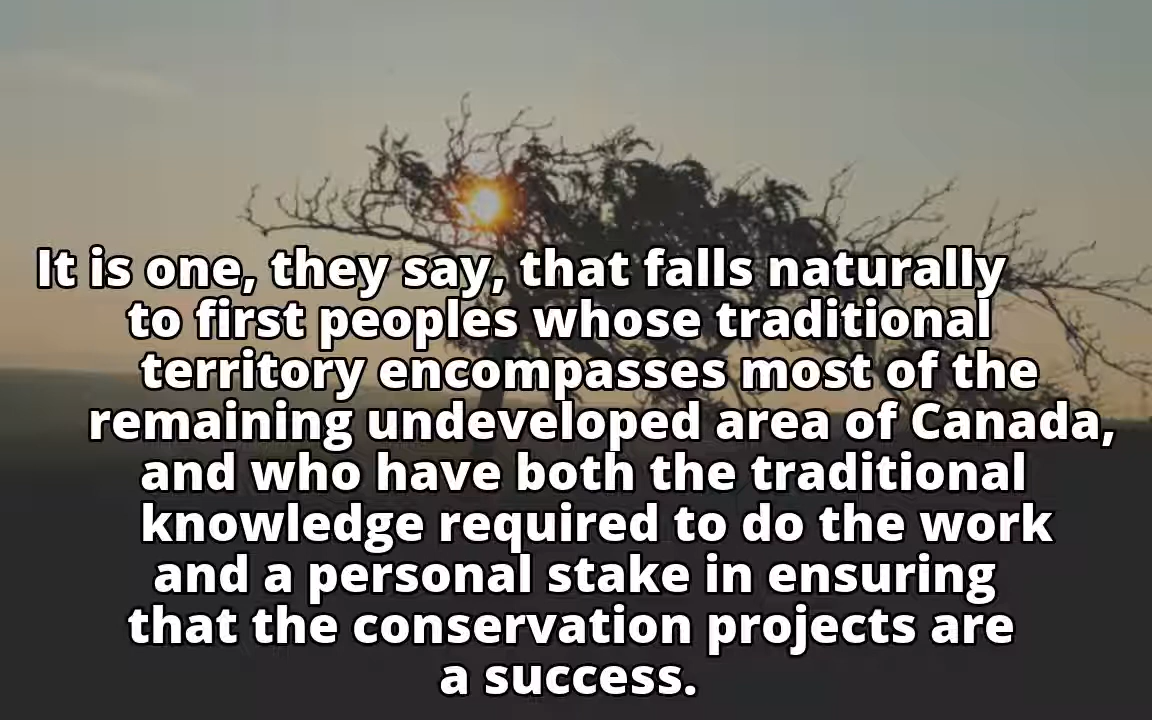 It is one, they say, that falls naturally
to first peoples whose traditional
territory encompasses most of the
remaining undeveloped area of Canada,
and who have both the traditional
knowledge required to do the work
and a personal stake in ensuring
that the conservation projects are
a success.